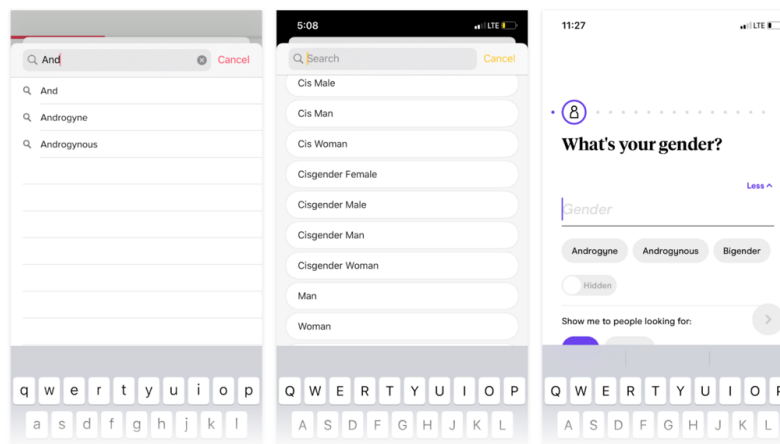 And
Cancel
And
Androgyne
Androgynous
q w e r t y u i o p
a s d f g h j k l
5:08
LTE
Search
Cancel
Cis Male
Cis Man
Cis Woman
Cisgender Female
Cisgender Male
Cisgender Man
Cisgender Woman
Man
Woman
Q W E R T Y U I O P
A S D F G H J K L
11:27
LTE
What's your gender?
Less
Gender
Androgyne Androgynous Bigender
Hidden
Show me to people looking for:
Q W E R T Y U I O P
A S D F G H J K L